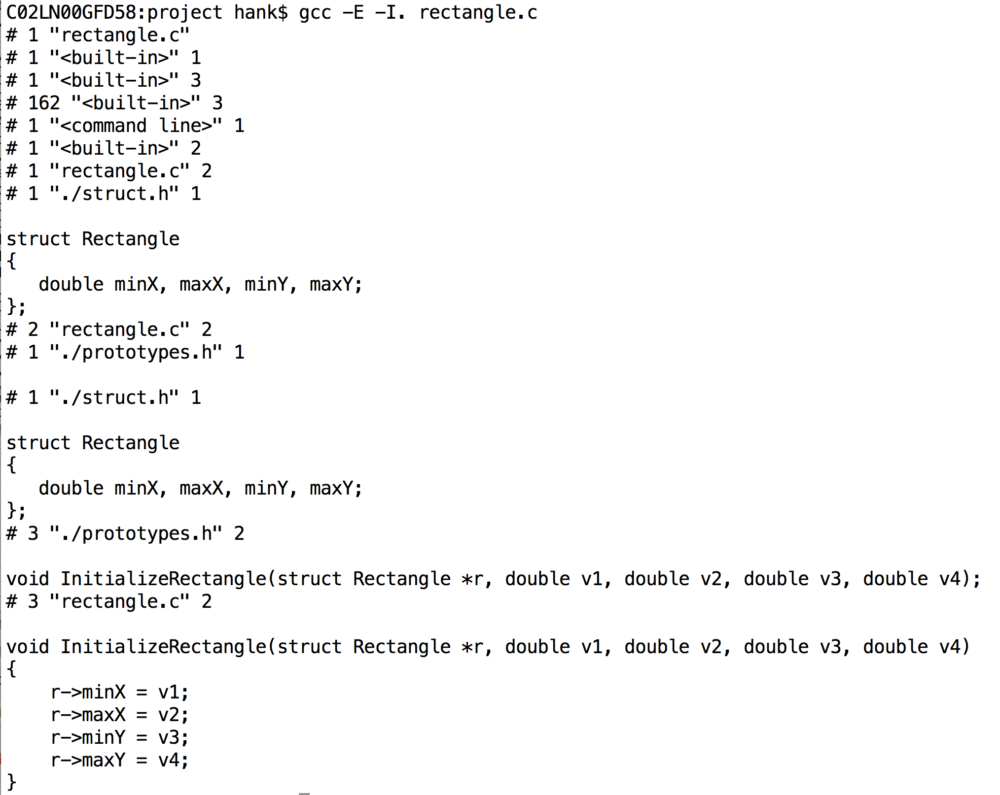 C02LN00GFD58:project hank$ gcc -E -I. rectangle.c
# 1 "rectangle.c"
# 1 "<built-in>" 1
# 1 "<built-in>" 3
# 162 "<built-in>" 3
# 1 "<command line>" 1
# 1 "<built-in>" 2
# 1 "rectangle.c" 2
# 1 "./struct.h" 1

struct Rectangle
{
   double minX, maxX, minY, maxY;
};
# 2 "rectangle.c" 2
# 1 "./prototypes.h" 1

# 1 "./struct.h" 1

struct Rectangle
{
   double minX, maxX, minY, maxY;
};
# 3 "./prototypes.h" 2

void InitializeRectangle(struct Rectangle *r, double v1, double v2, double v3, double v4);
# 3 "rectangle.c" 2

void InitializeRectangle(struct Rectangle *r, double v1, double v2, double v3, double v4)
{
    r->minX = v1;
    r->maxX = v2;
    r->minY = v3;
    r->maxY = v4;
}